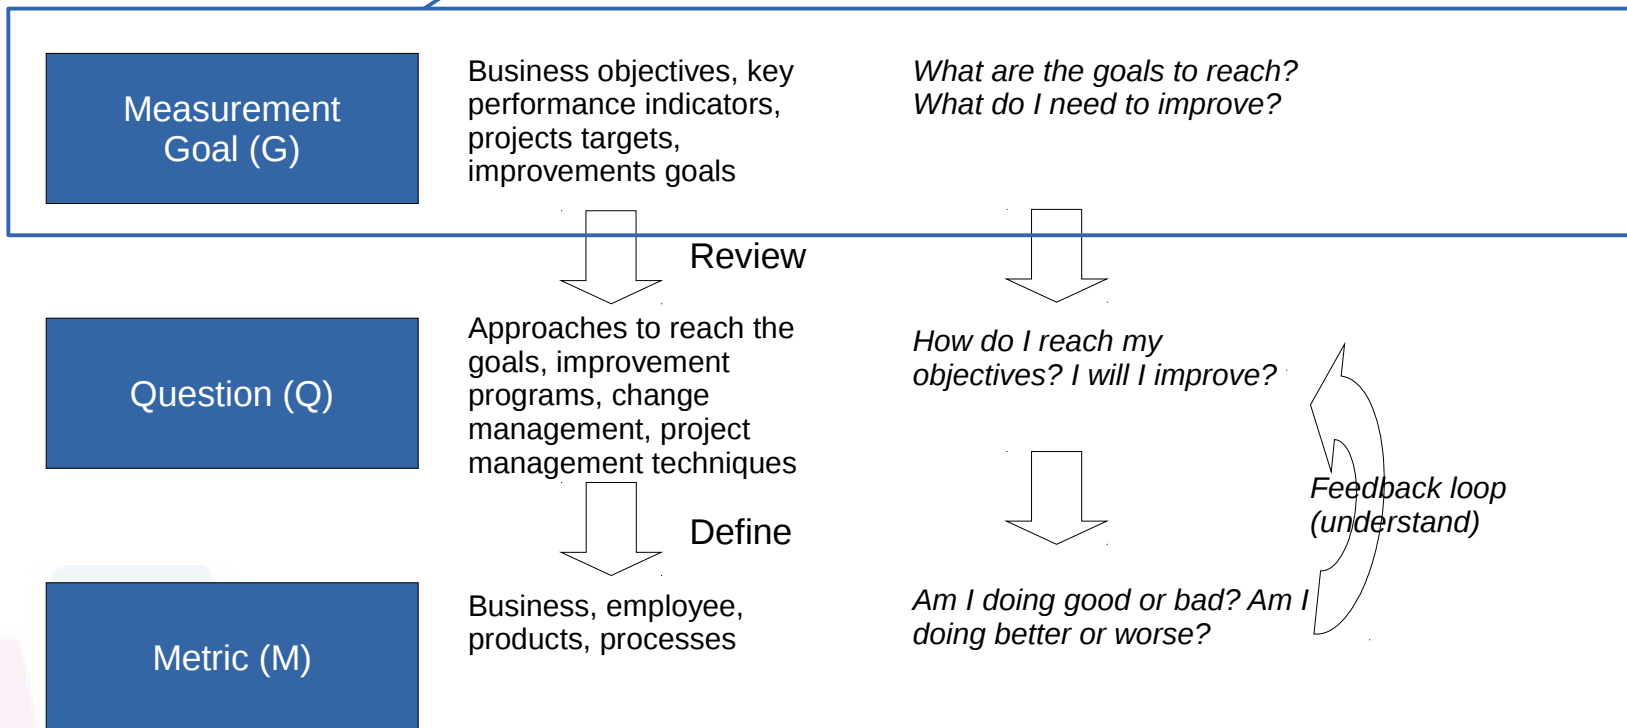 Measurement
Goal (G)
Business objectives, key
performance indicators,
projects targets,
improvements goals
What are the goals to reach?
What do I need to improve?
Review
Question (Q)
Approaches to reach the
goals, improvement
programs, change
management, project
management techniques
How do I reach my
objectives? I will I improve?
Feedback loop
(understand)
Define
Metric (M)
Business, employee,
products, processes
Am I doing good or bad? Am I
doing better or worse?